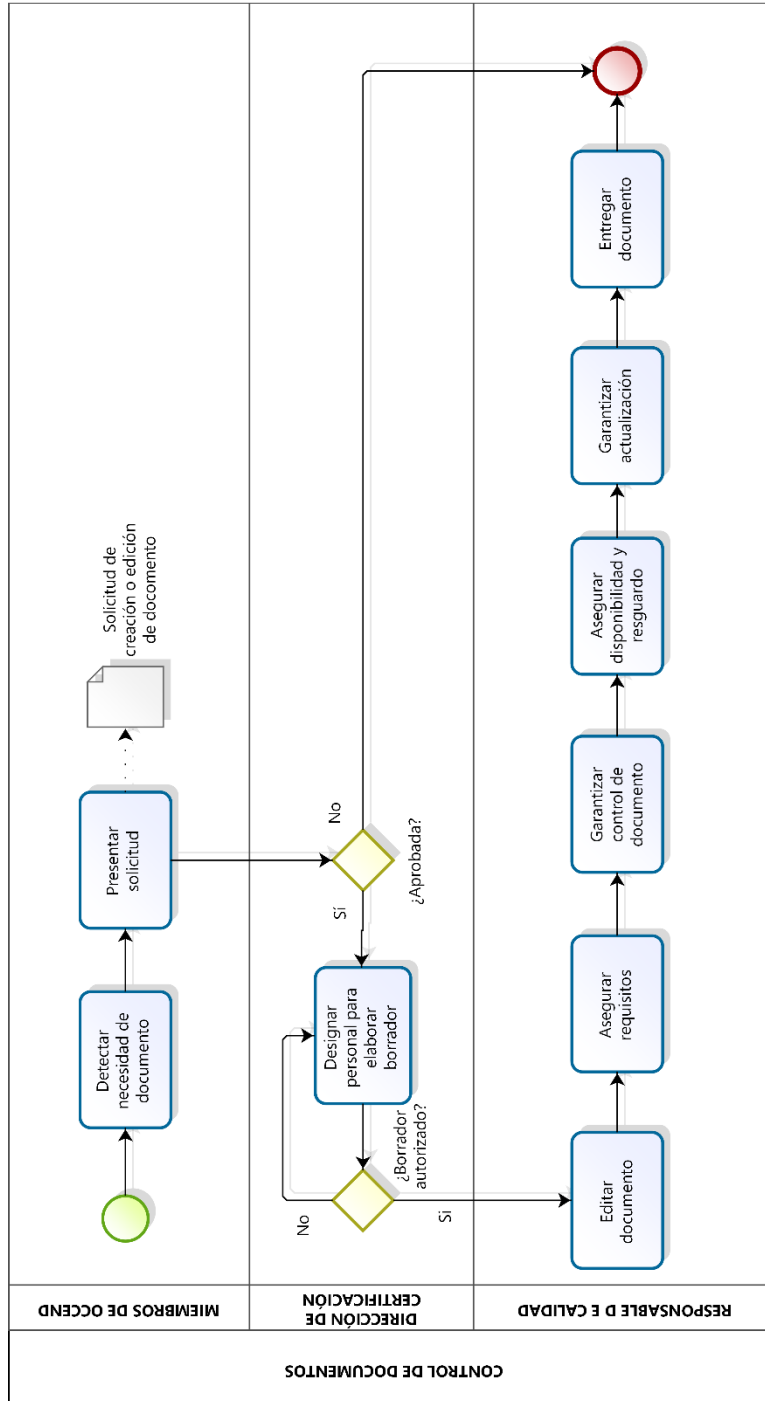 CONTROL DE DOCUMENTOS
MIEMBROS DE OCCEND
Detectar
necesidad de
documento
Presentar
solicitud
Solicitud de
creación o edición
de docomento
DIRECCIÓN DE
CERTIFICACIÓN
¿Aprobada?
No
Sí
Designar
personal para
elaborar
borrador
¿Borrador
autorizado?
No
Si
RESPONSABLE D E CALIDAD
Editar
documento
Asegurar
requisitos
Garantizar
control de
documento
Asegurar
disponibilidad y
resguardo
Garantizar
actualización
Entregar
documento